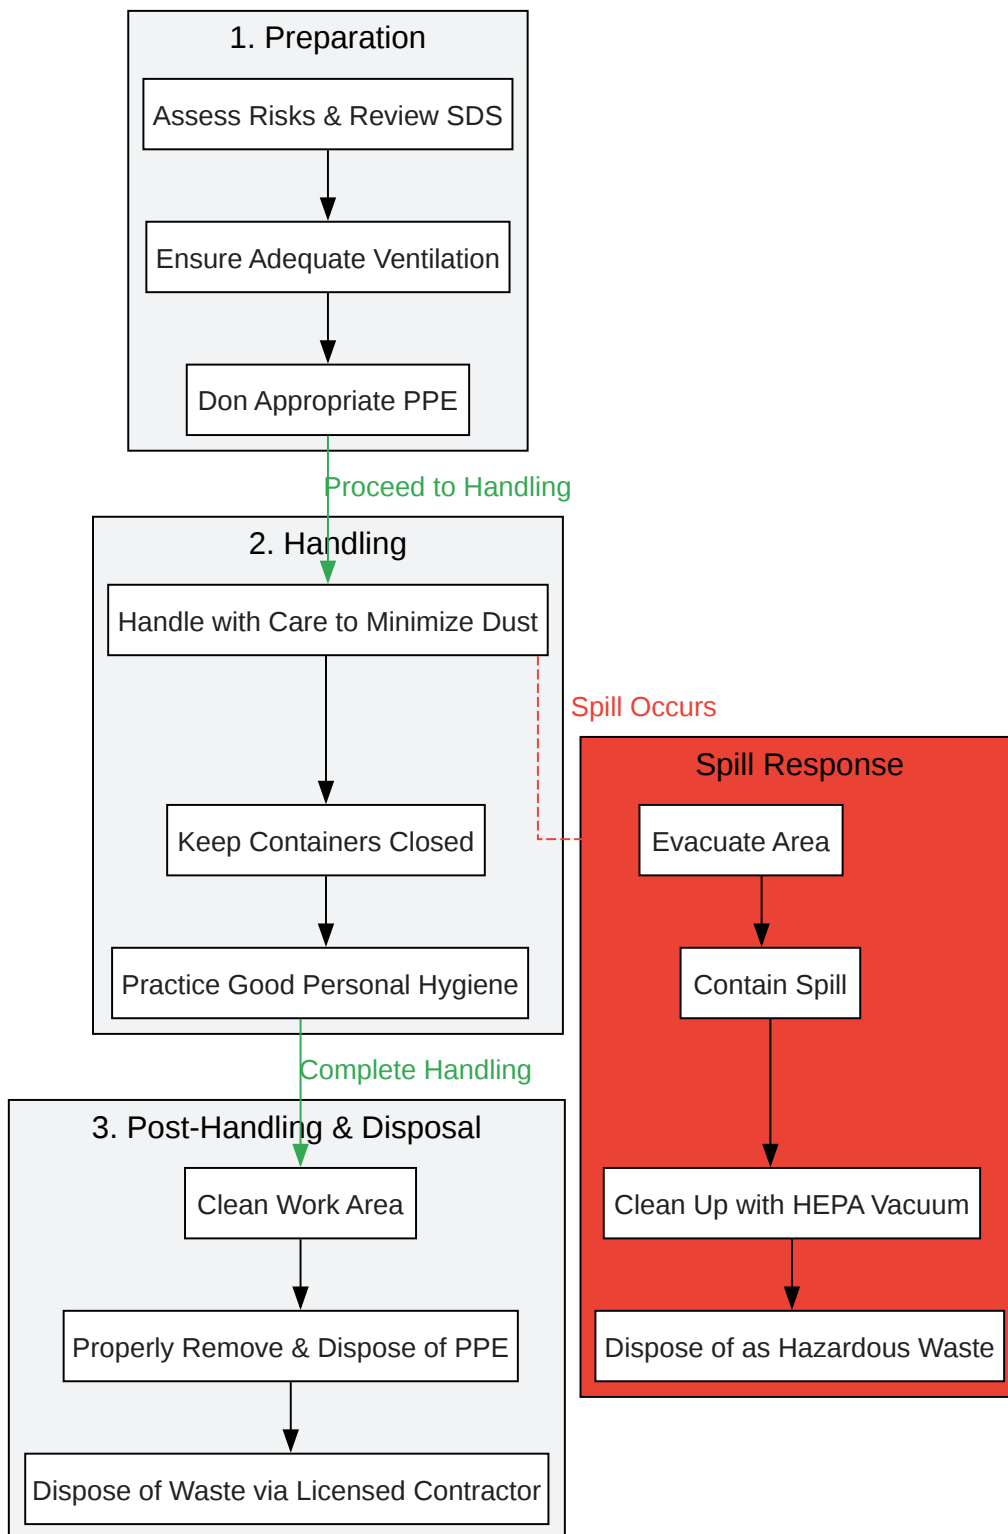 1. Preparation
Assess Risks & Review SDS
Ensure Adequate Ventilation
Don Appropriate PPE
Proceed to Handling
2. Handling
Handle with Care to Minimize Dust
Keep Containers Closed
Practice Good Personal Hygiene
Spill Occurs
Spill Response
Evacuate Area
Contain Spill
Clean Up with HEPA Vacuum
Dispose of as Hazardous Waste
Complete Handling
3. Post-Handling & Disposal
Clean Work Area
Properly Remove & Dispose of PPE
Dispose of Waste via Licensed Contractor